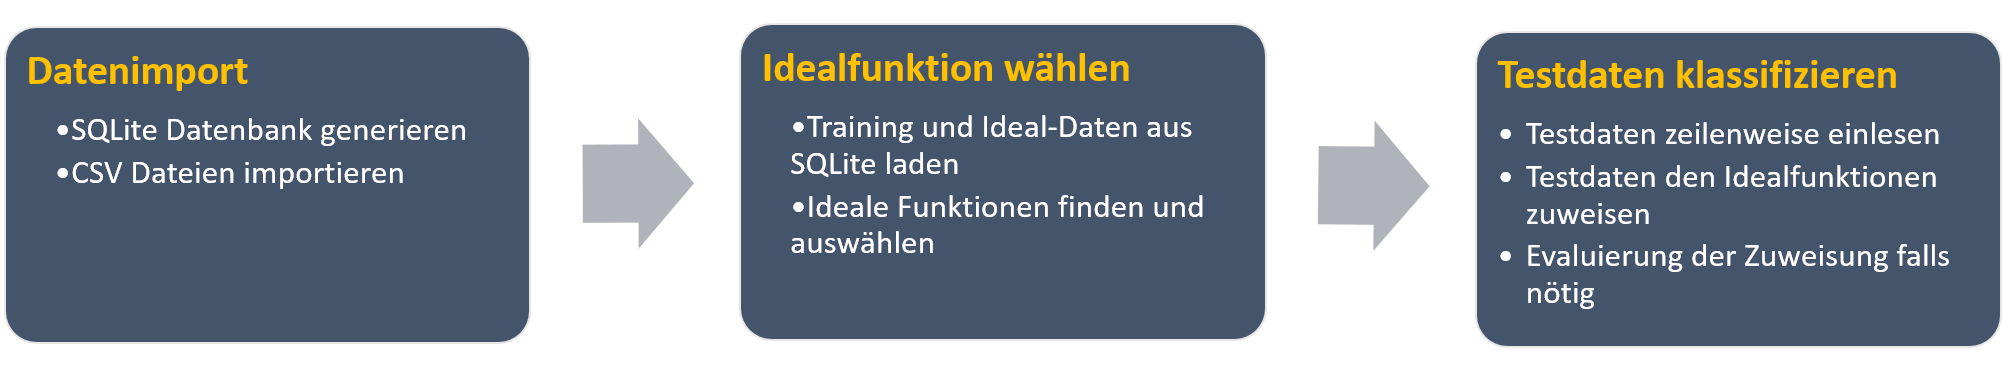 Datenimport
•SQLite Datenbank generieren
•CSV Dateien importieren
Idealfunktion wählen
•Training und Ideal-Daten aus
SQLite laden
•Ideale Funktionen finden und
auswählen
Testdaten klassifizieren
• Testdaten zeilenweise einlesen
• Testdaten den Idealfunktionen
zuweisen
• Evaluierung der Zuweisung falls
nötig